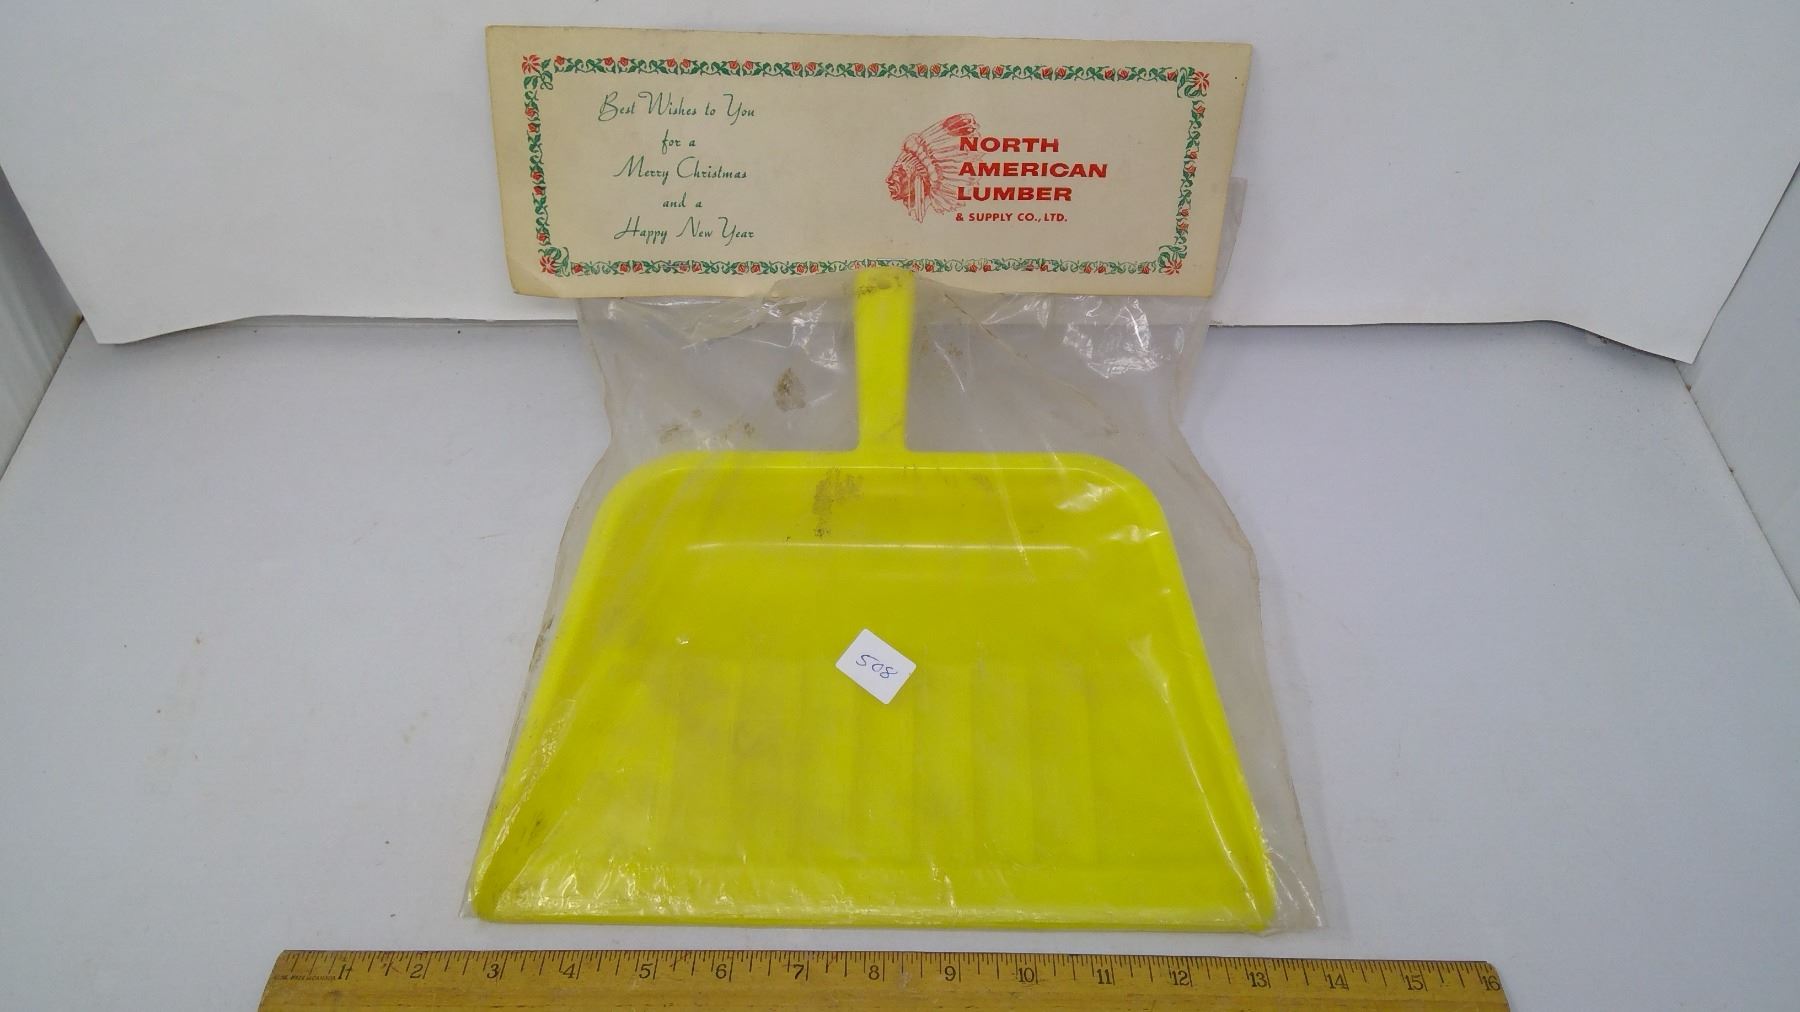 Best Wishes to You
for a
Merry Christmas
and a
Happy New Year
NORTH
AMERICAN
LUMBER
& SUPPLY CO., LTD.
508
1 2 3 4 5 6 7 8 9 10 11 12 13 14 15 16